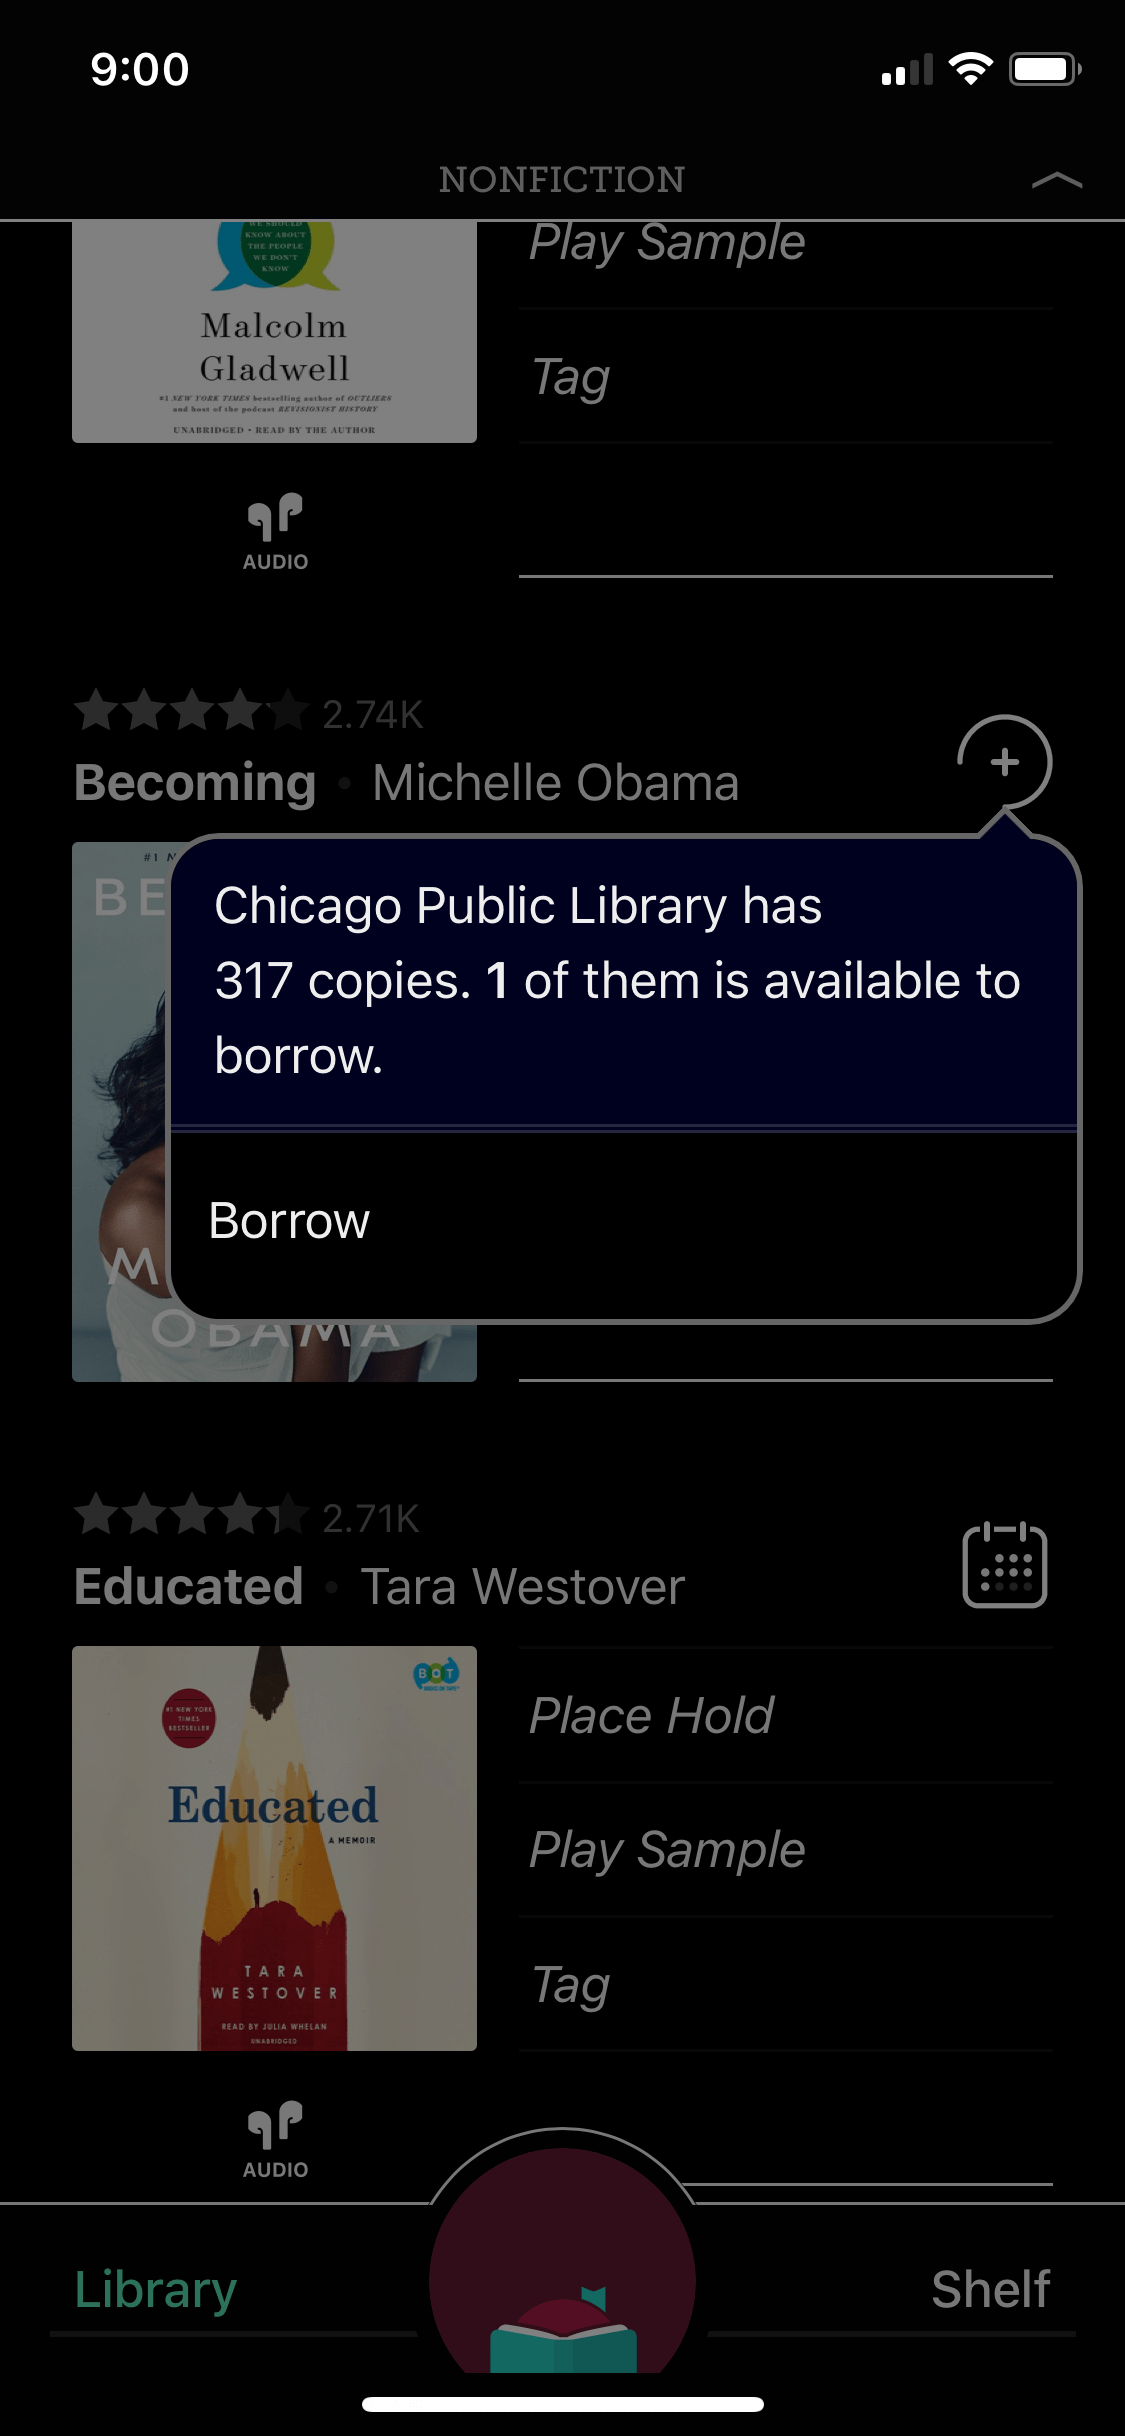 9:00
NONFICTION
WE SHOULD
KNOW ABOUT
THE PEOPLE
WE DON'T
KNOW
Malcolm
Gladwell
#1 NEW YORK TIMES bestselling author of OUTLIERS
and host of the podcast REVISIONIST HISTORY
UNABRIDGED • READ BY THE AUTHOR
Play Sample
Tag
AUDIO
2.74K
Becoming • Michelle Obama
#1 N
BE
M
OBAMA
Chicago Public Library has
317 copies. 1 of them is available to
borrow.
Borrow
2.71K
Educated • Tara Westover
BOT
BOOKS ON TAPE
#1 NEW YORK
TIMES
BESTSELLER
Educated
A MEMOIR
TARA
WESTOVER
READ BY JULIA WHELAN
UNABRIDGED
Place Hold
Play Sample
Tag
AUDIO
Library
Shelf